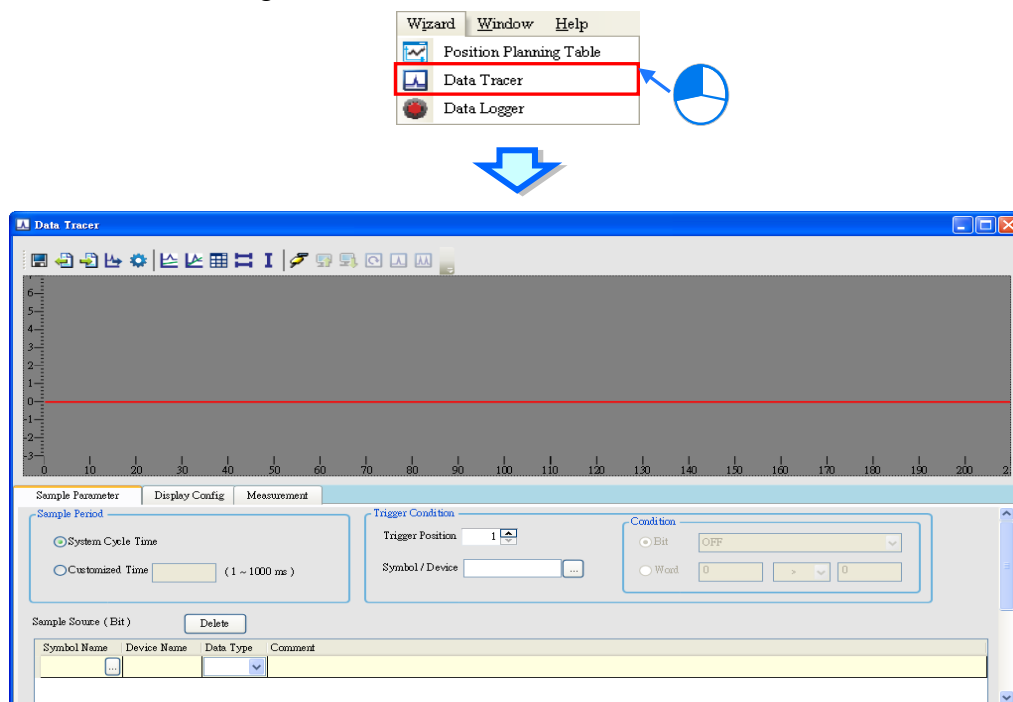 Wizard Window Help
Position Planning Table
Data Tracer
Data Logger
Data Tracer
6
5
4
3
2
1
0
-1
-2
-3
0 10 20 30 40 50 60 70 80 90 100 110 120 130 140 150 160 170 180 190 200 2
Sample Parameter Display Config Measurement
Sample Period Trigger Condition Condition
System Cycle Time Trigger Position 1 Bit OFF
Customized Time (1 ~ 1000 ms) Symbol / Device ... Word 0 > 0
Sample Source (Bit) Delete
Symbol Name Device Name Data Type Comment
...